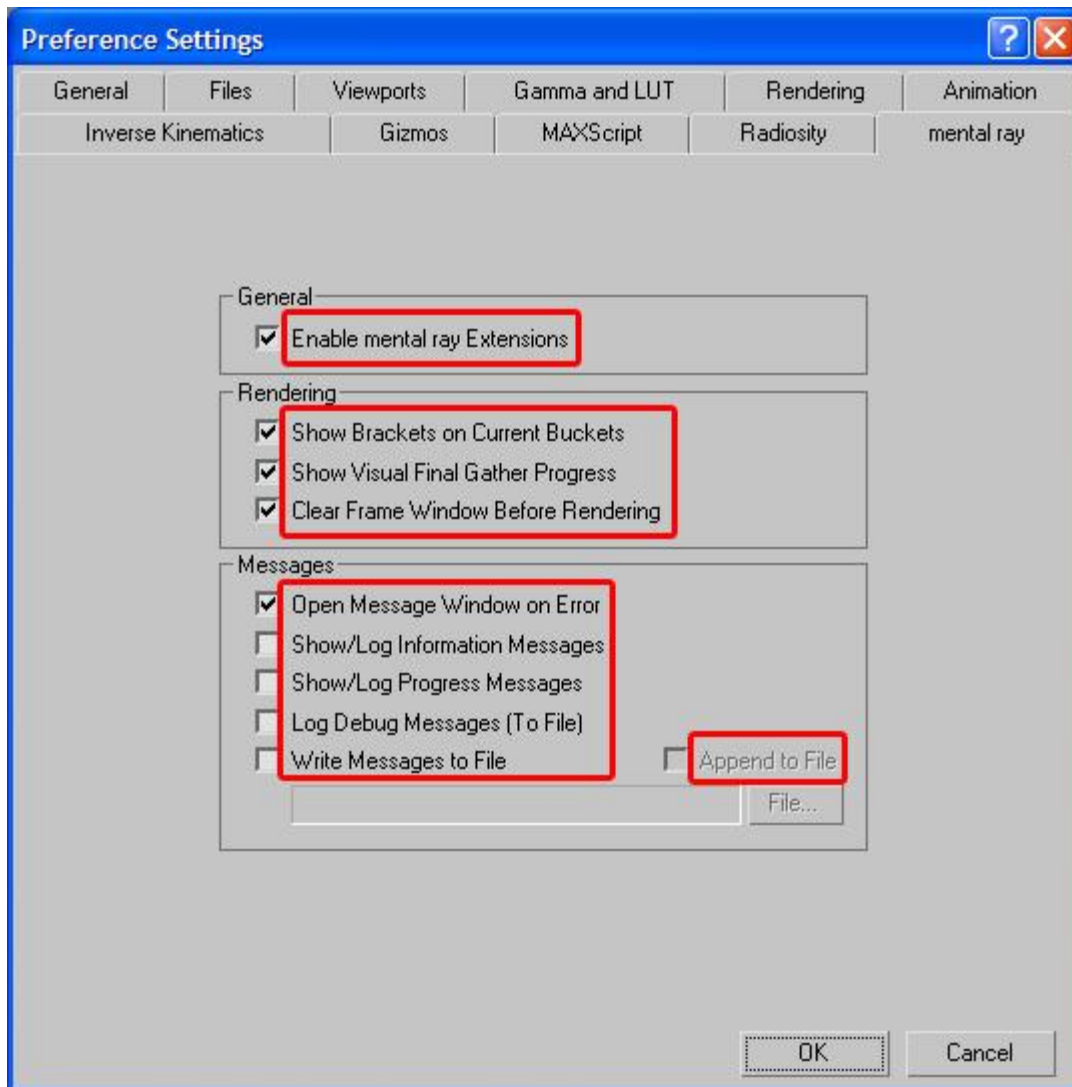 Preference Settings
General Files Viewports Gamma and LUT Rendering Animation
Inverse Kinematics Gizmos MAXScript Radiosity mental ray
General
Enable mental ray Extensions
Rendering
Show Brackets on Current Buckets
Show Visual Final Gather Progress
Clear Frame Window Before Rendering
Messages
Open Message Window on Error
Show/Log Information Messages
Show/Log Progress Messages
Log Debug Messages (To File)
Write Messages to File Append to File
File...
OK Cancel